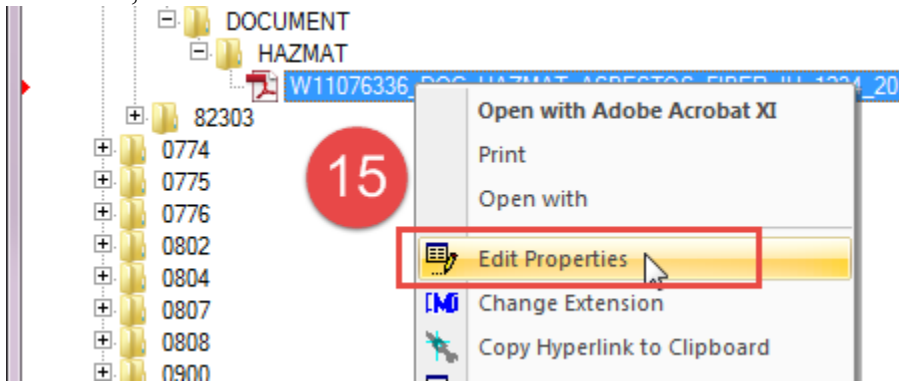 DOCUMENT
HAZMAT
W11076336_DOC_HAZMAT_ASBESTOS_FIBER_IH_1234_20
Open with Adobe Acrobat XI
82303
0774
Print
0775
15
Open with
0776
0802
Edit Properties
0804
0807
Change Extension
0808
Copy Hyperlink to Clipboard
0900